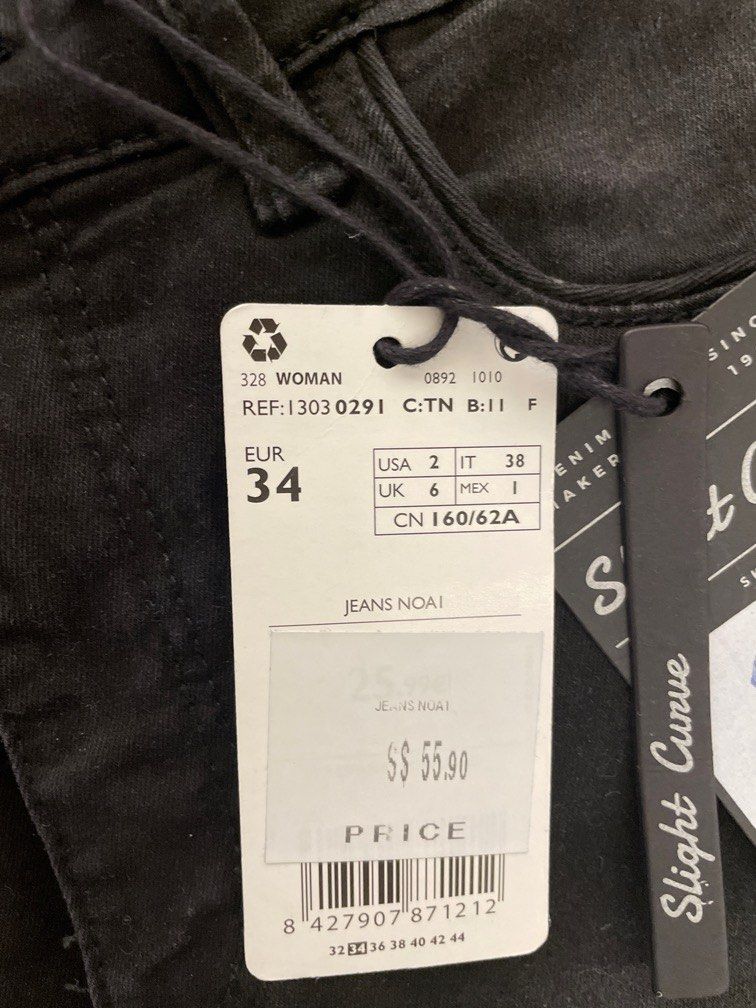 328 WOMAN 0892 1010
REF:1303 0291 C:TN B:11 F
EUR
34
USA 2 IT 38
UK 6 MEX 1
CN 160/62A
JEANS NOA1
JEANS NOA1
S$ 55.90
PRICE
8 427907 871212
32 34 36 38 40 42 44
Slight Curve